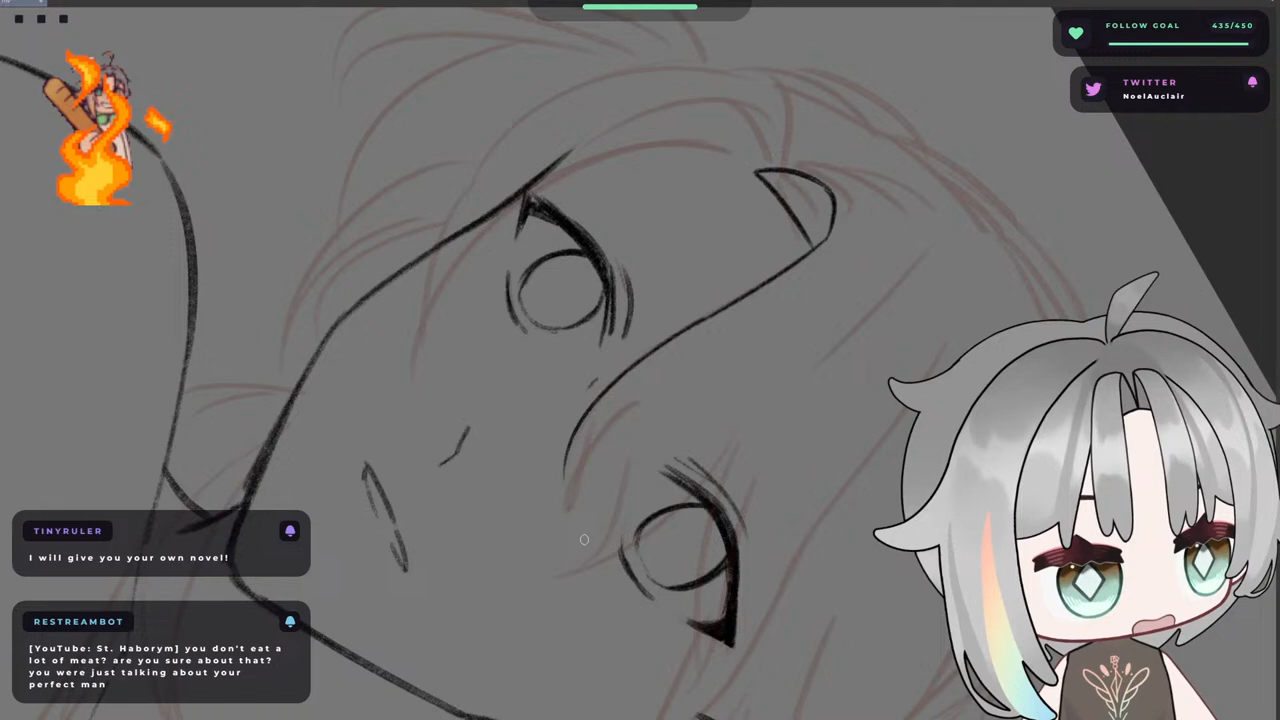 FOLLOW GOAL 435/450
TWITTER
NoelAuclair
TINYRULER
I will give you your own novel!
RESTREAMBOT
[YouTube: St. Haborym] you don't eat a
lot of meat? are you sure about that?
you were just talking about your
perfect man